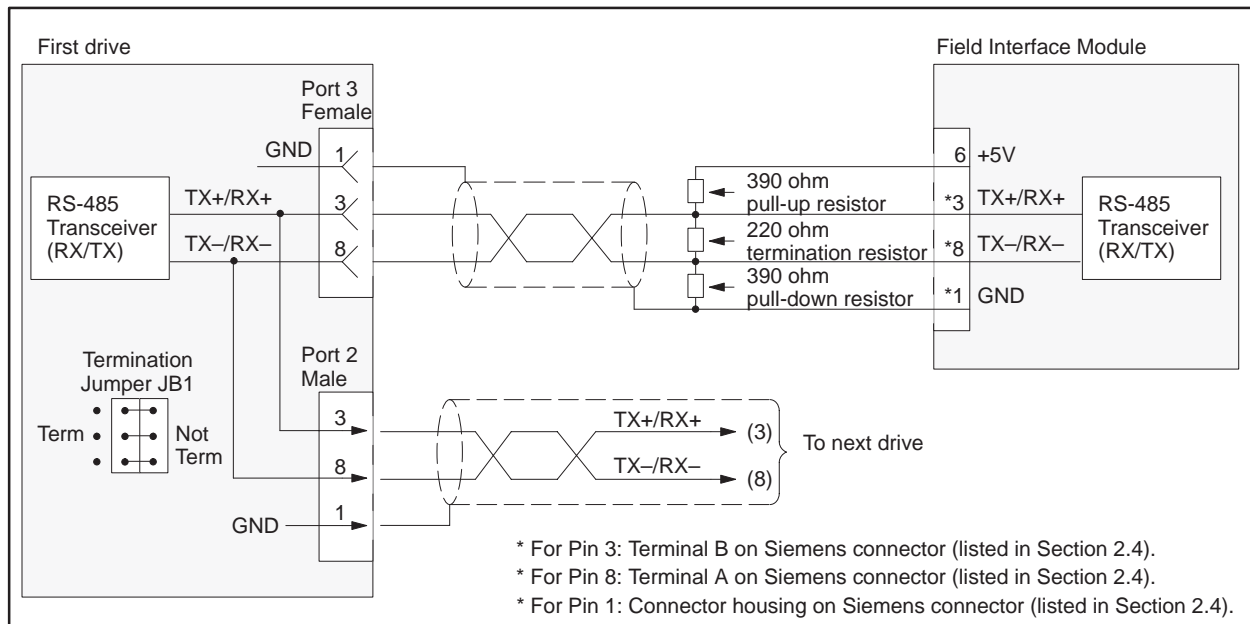 First drive
Field Interface Module
Port 3
Female
GND
1
3
8
TX+/RX+
TX–/RX–
RS-485
Transceiver
(RX/TX)
390 ohm
pull-up resistor
220 ohm
termination resistor
390 ohm
pull-down resistor
6 +5V
*3 TX+/RX+
*8 TX–/RX–
*1 GND
RS-485
Transceiver
(RX/TX)
Termination
Jumper JB1
Term
Not
Term
Port 2
Male
3
8
1
GND
TX+/RX+
(3)
TX–/RX–
(8)
To next drive
* For Pin 3: Terminal B on Siemens connector (listed in Section 2.4).
* For Pin 8: Terminal A on Siemens connector (listed in Section 2.4).
* For Pin 1: Connector housing on Siemens connector (listed in Section 2.4).